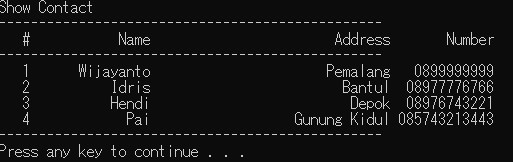 Show Contact
------------------------------------------------
# Name Address Number
------------------------------------------------
1 Wijayanto Pemalang 0899999999
2 Idris Bantul 08977776766
3 Hendi Depok 08976743221
4 Pai Gunung Kidul 085743213443
------------------------------------------------
Press any key to continue . . .